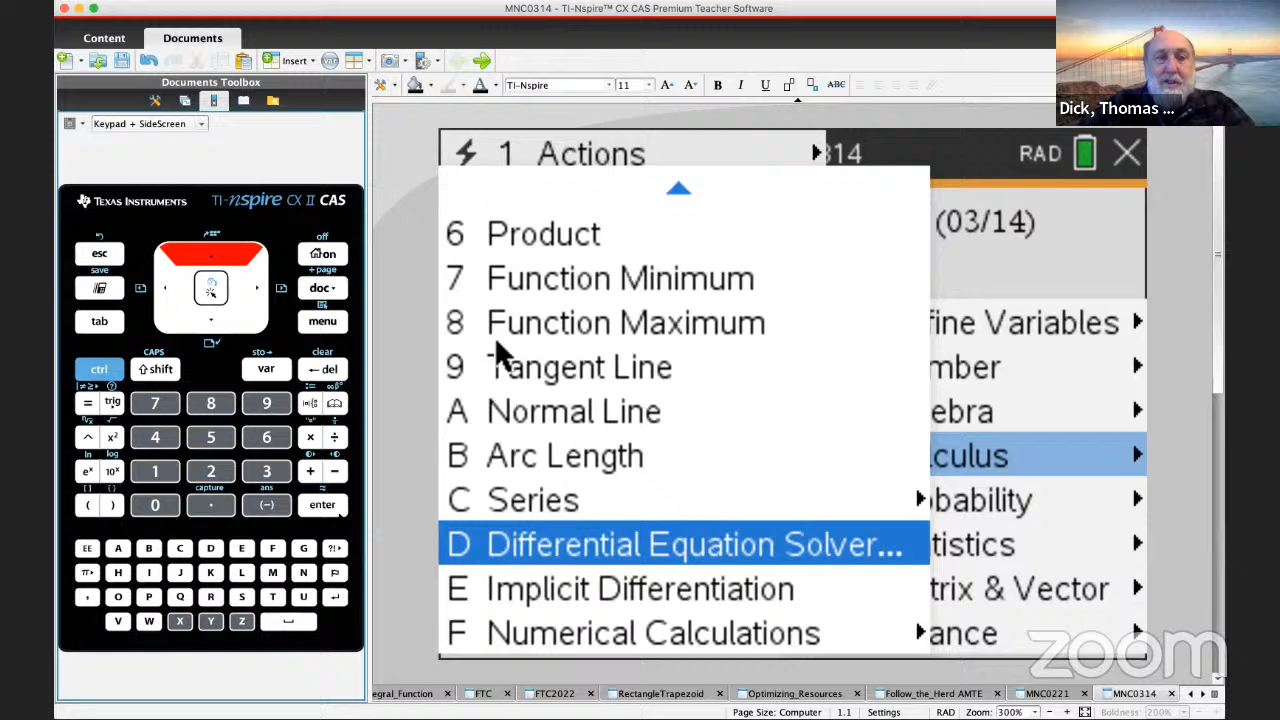 MNC0314 - TI-Nspire™ CX CAS Premium Teacher Software
Content
Documents
Insert
Documents Toolbox
TI-Nspire
11
B I U ABC
Keypad + SideScreen
Dick, Thomas ...
1 Actions
314
RAD
6 Product
(03/14)
7 Function Minimum
8 Function Maximum
fine Variables
9 Tangent Line
mber
A Normal Line
ebra
B Arc Length
lculus
C Series
obability
D Differential Equation Solver...
tistics
E Implicit Differentiation
trix & Vector
F Numerical Calculations
ance
TEXAS INSTRUMENTS
TI-nspire CX II CAS
off
esc
on
save
+ page
doc
tab
menu
CAPS
sto→
clear
ctrl
shift
var
del
= trig 7 8 9
^ x² 4 5 6 × ÷
ln log
eˣ 10ˣ 1 2 3 + −
capture ans
( ) 0 . (−) enter
EE A B C D E F G ?!
π H I J K L M N
, O P Q R S T U
V W X Y Z
zoom
egral_Function
FTC
FTC2022
RectangleTrapezoid
Optimizing_Resources
Follow_the_Herd AMTE
MNC0221
MNC0314
Page Size: Computer
1.1
Settings
RAD
Zoom: 300%
Boldness: 200%